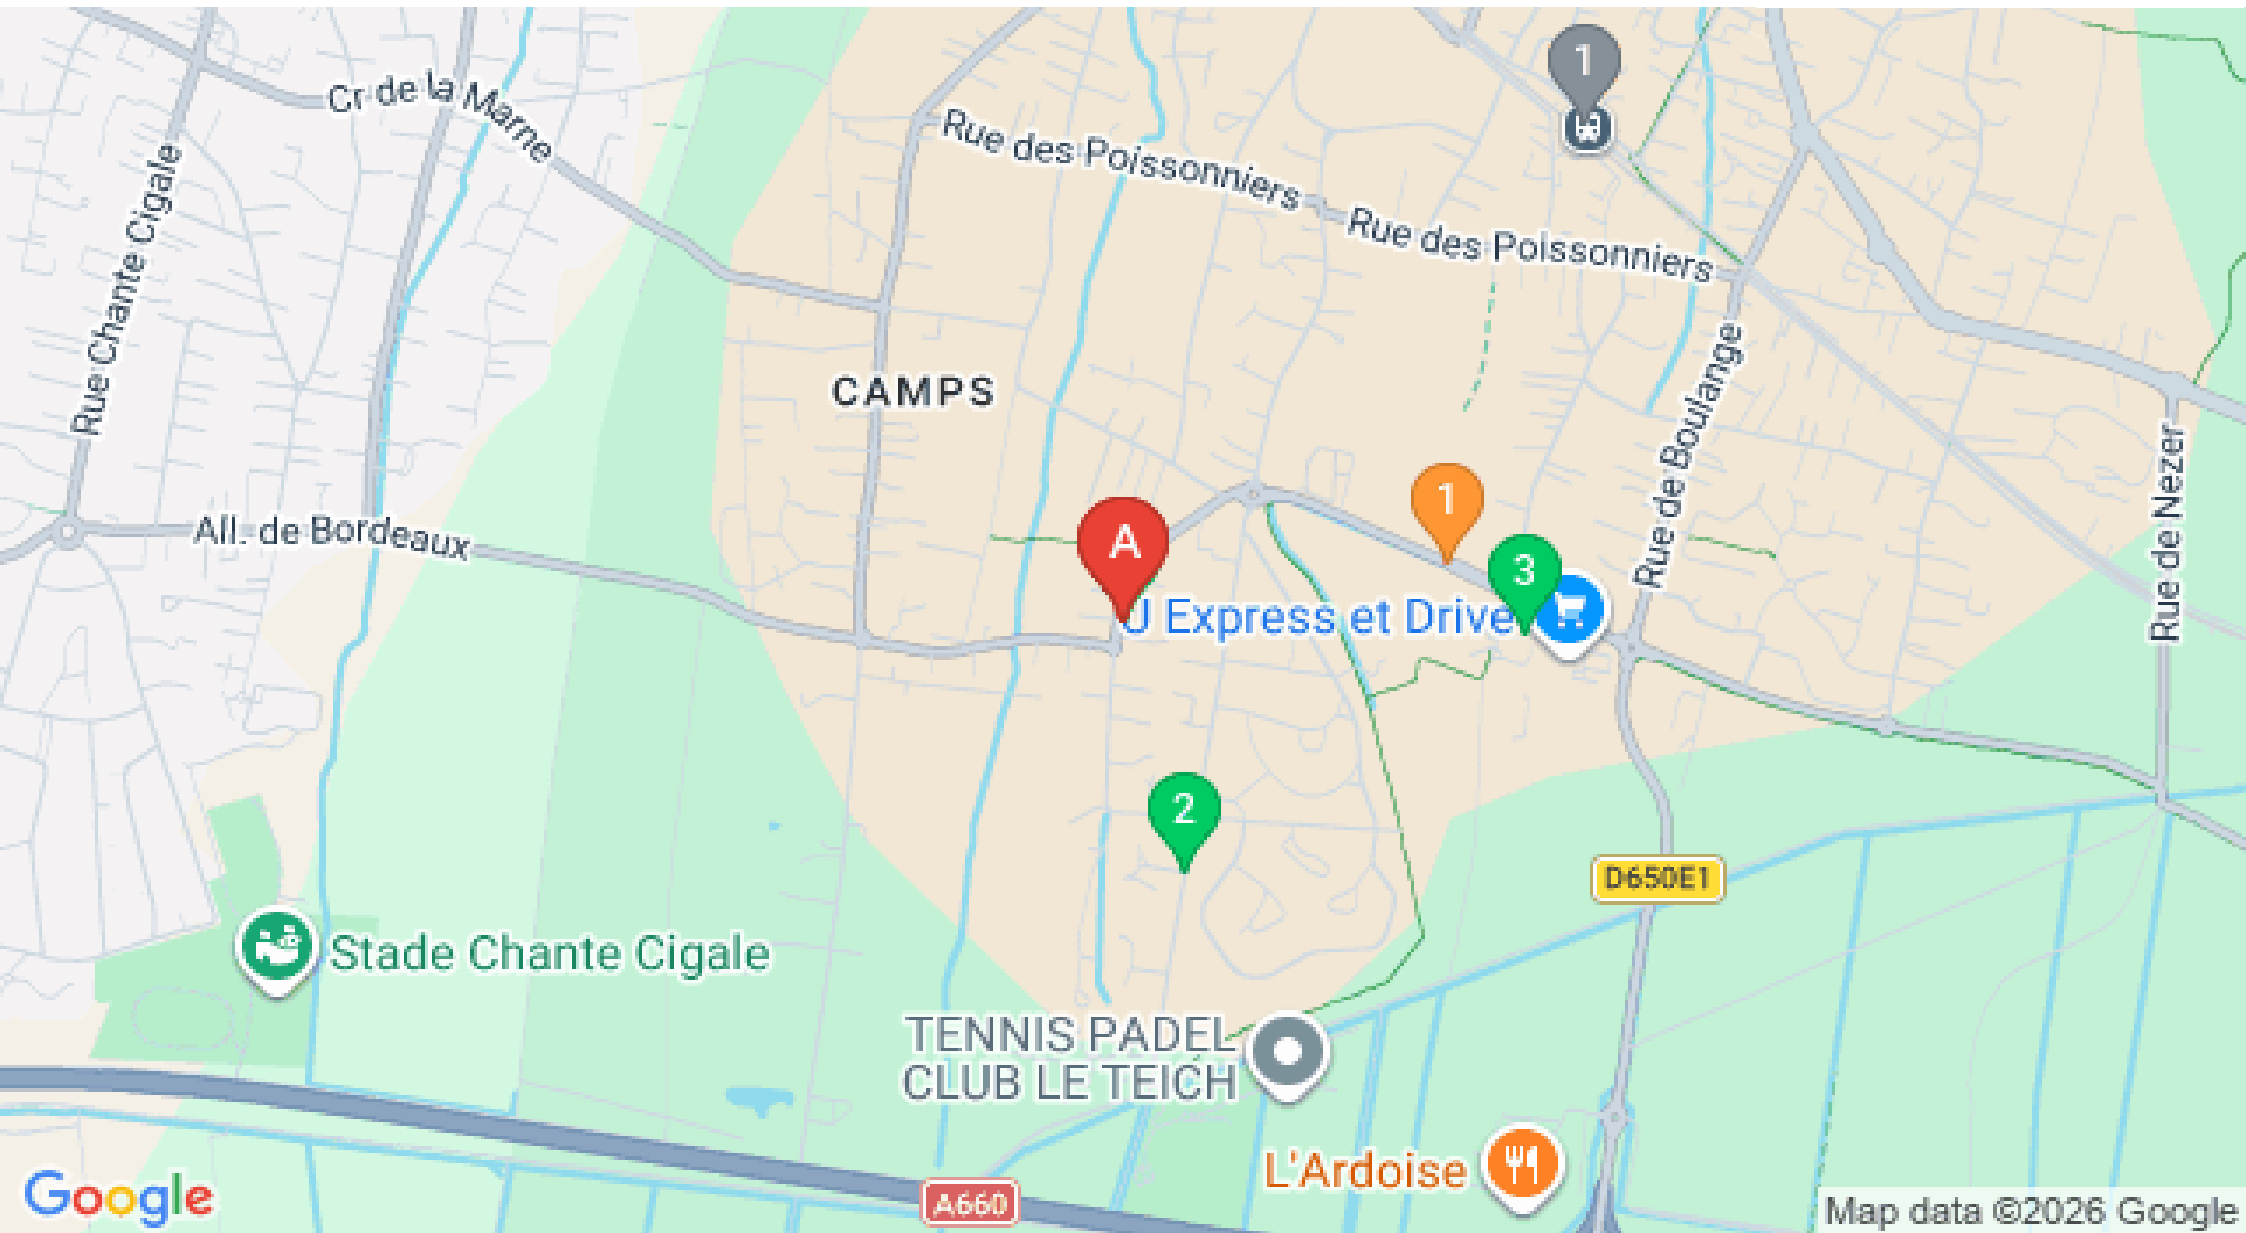 1
Cr de la Marne
Rue des Poissonniers
Rue des Poissonniers
Rue Chante Cigale
Rue de Boulange
CAMPS
Rue de Nezer
1
All. de Bordeaux
A
3
U Express et Drive
2
D650E1
Stade Chante Cigale
TENNIS PADEL
CLUB LE TEICH
L'Ardoise
Google
A660
Map data ©2026 Google